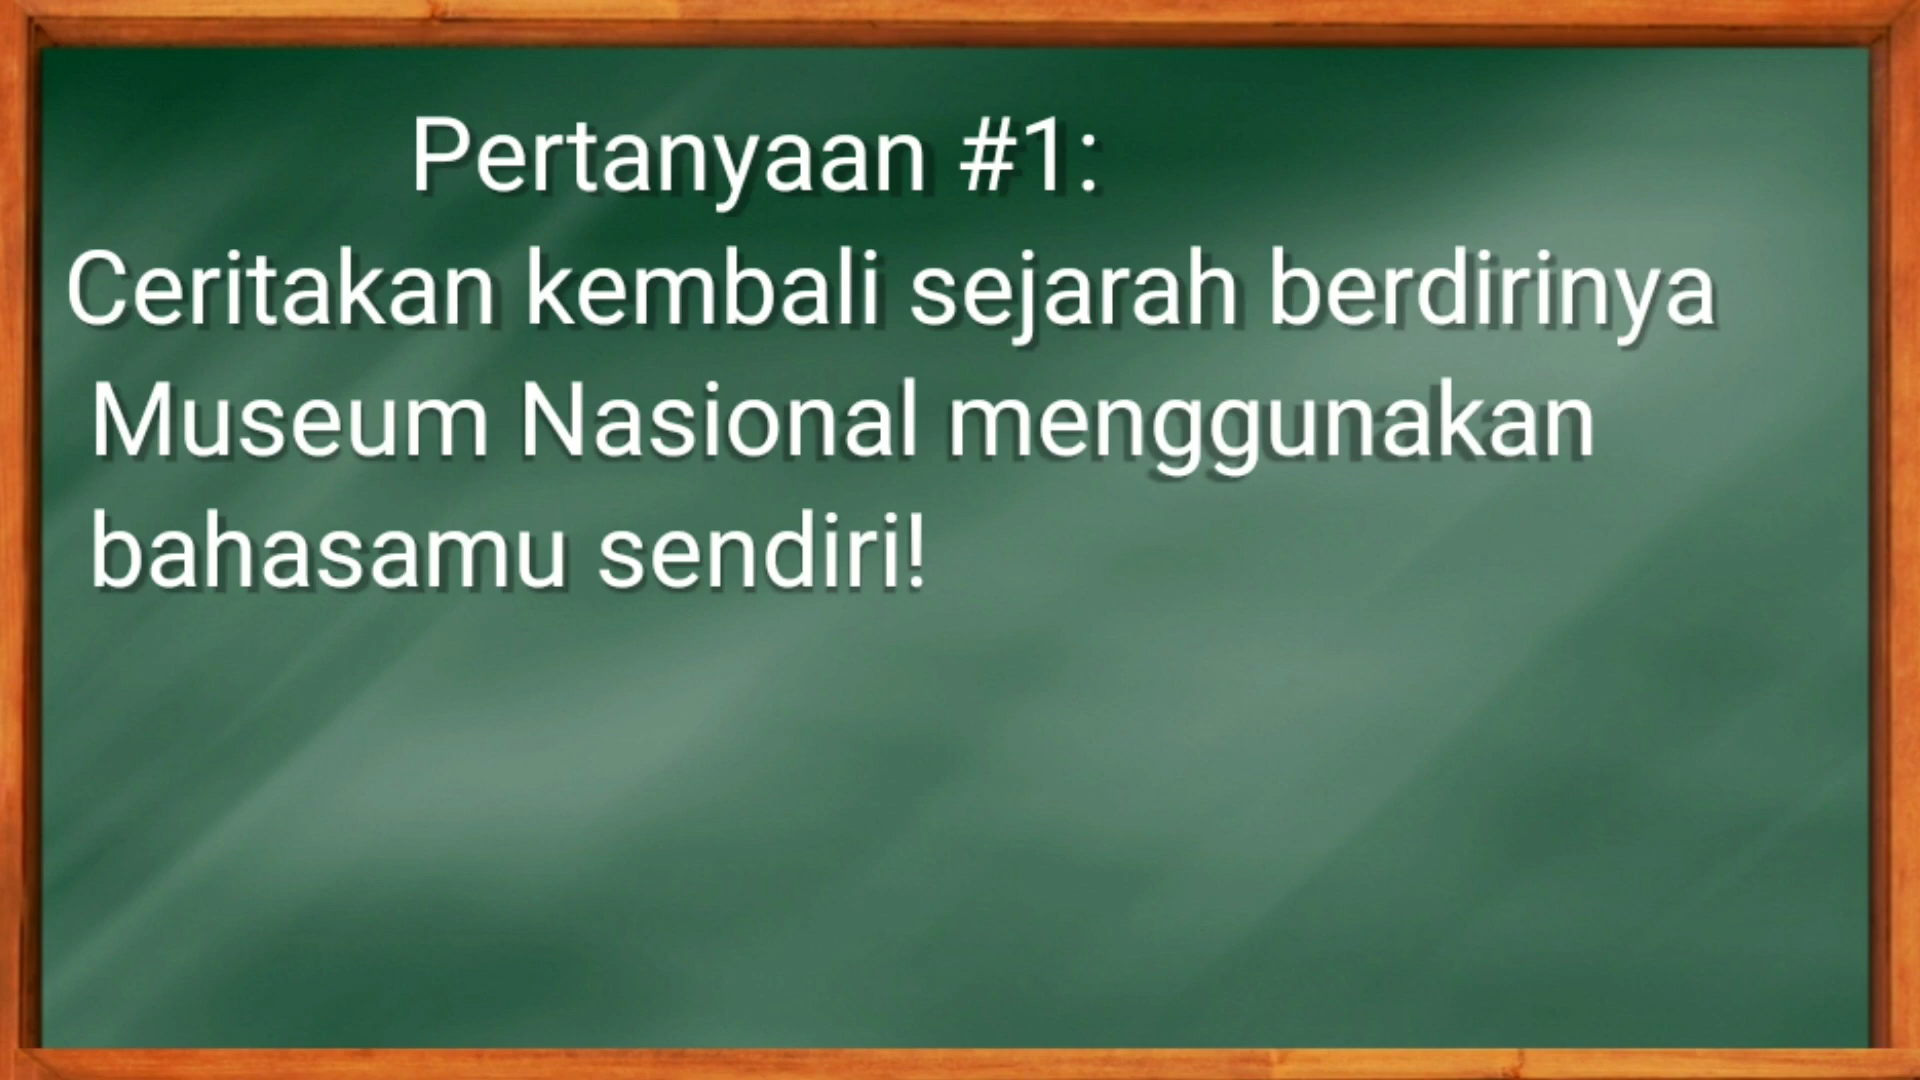 Pertanyaan #1:
Ceritakan kembali sejarah berdirinya
Museum Nasional menggunakan
bahasamu sendiri!